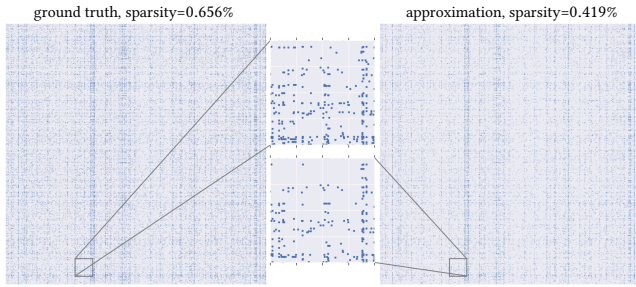 ground truth, sparsity=0.656%
approximation, sparsity=0.419%